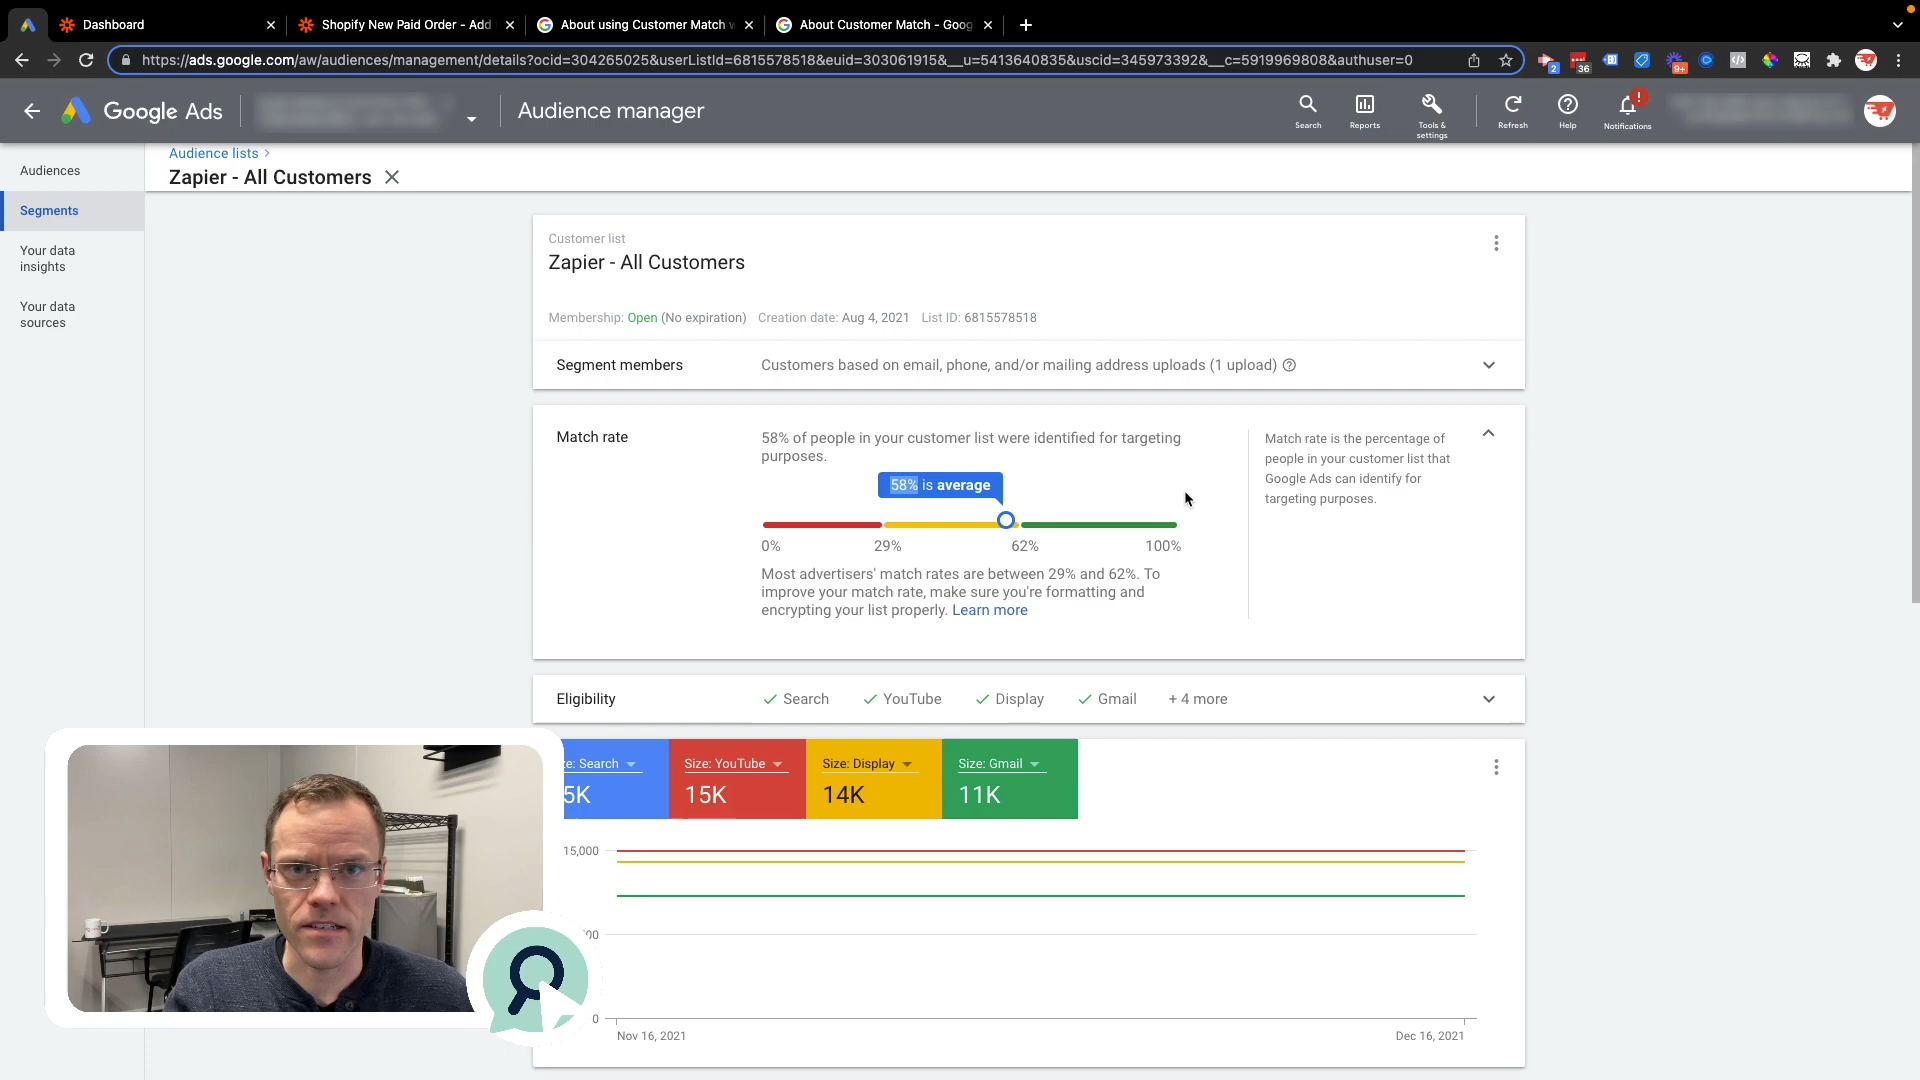 Dashboard
Shopify New Paid Order - Add
About using Customer Match w
About Customer Match - Goog
https://ads.google.com/aw/audiences/management/details?ocid=304265025&userListId=6815578518&euid=303061915&__u=5413640835&uscid=345973392&__c=5919969808&authuser=0
2
36
9+
Google Ads
Audience manager
Search
Reports
Tools &
settings
Refresh
Help
!
Notifications
Audiences
Segments
Your data
insights
Your data
sources
Audience lists
Zapier - All Customers
Customer list
Zapier - All Customers
Membership: Open (No expiration) Creation date: Aug 4, 2021 List ID: 6815578518
Segment members
Customers based on email, phone, and/or mailing address uploads (1 upload)
Match rate
58% of people in your customer list were identified for targeting
purposes.
58% is average
0%
29%
62%
100%
Most advertisers' match rates are between 29% and 62%. To
improve your match rate, make sure you're formatting and
encrypting your list properly. Learn more
Match rate is the percentage of
people in your customer list that
Google Ads can identify for
targeting purposes.
Eligibility
Search
YouTube
Display
Gmail
+ 4 more
ze: Search
5K
Size: YouTube
15K
Size: Display
14K
Size: Gmail
11K
15,000
00
0
Nov 16, 2021
Dec 16, 2021